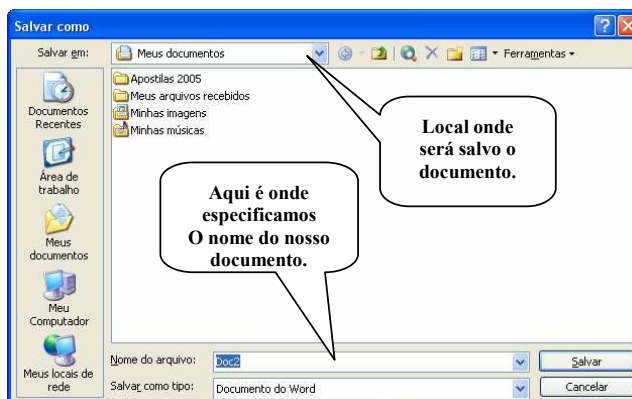 Salvar como
Salvar em:
Meus documentos
Ferramentas
Apostilas 2005
Meus arquivos recebidos
Minhas imagens
Minhas músicas
Documentos
Recentes
Área de
trabalho
Meus
documentos
Meu
Computador
Meus locais de
rede
Local onde
será salvo o
documento.
Aqui é onde
especificamos
O nome do nosso
documento.
Nome do arquivo:
Doc2
Salvar
Salvar como tipo:
Documento do Word
Cancelar